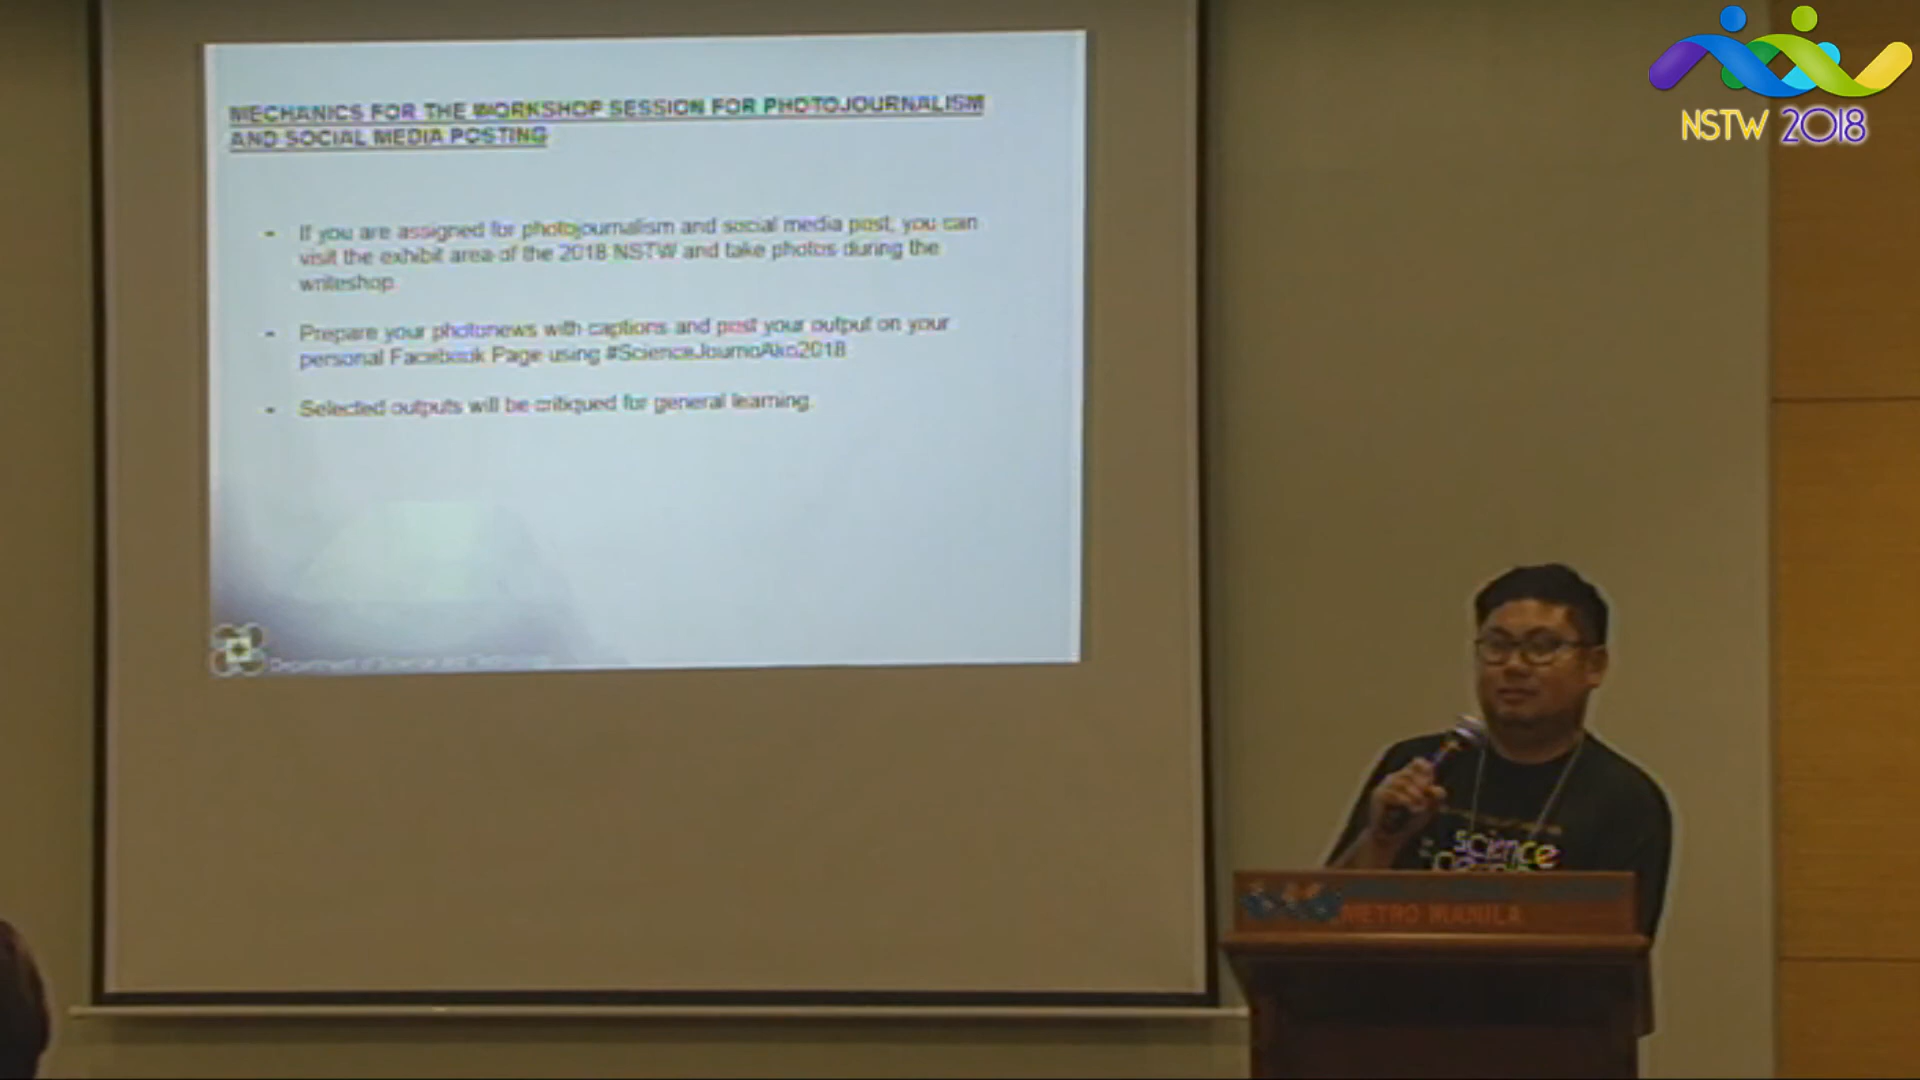 NSTW 2018
MECHANICS FOR THE WORKSHOP SESSION FOR PHOTOJOURNALISM
AND SOCIAL MEDIA POSTING
- If you are assigned for photojournalism and social media post, you can
visit the exhibit area of the 2018 NSTW and take photos during the
writeshop
- Prepare your photonews with captions and post your output on your
personal Facebook Page using #ScienceJournoAko2018
- Selected outputs will be critiqued for general learning.
Department of Science and Technology
science
METRO MANILA